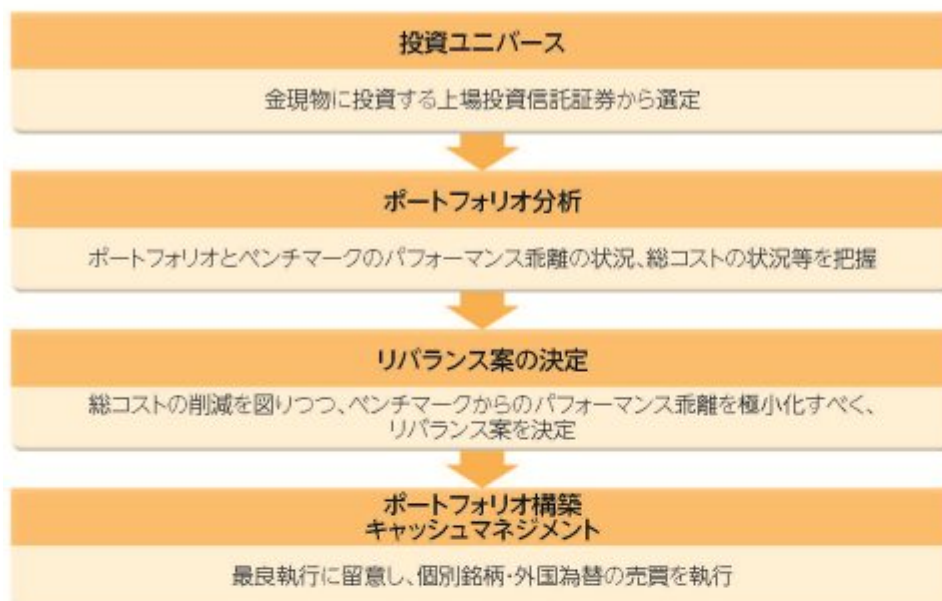 投資ユニバース
金現物に投資する上場投資信託証券から選定
ポートフォリオ分析
ポートフォリオとベンチマークのパフォーマンス乖離の状況、総コストの状況等を把握
リバランス案の決定
総コストの削減を図りつつ、ベンチマークからのパフォーマンス乖離を極小化すべく、
リバランス案を決定
ポートフォリオ構築
キャッシュマネジメント
最良執行に留意し、個別銘柄・外国為替の売買を執行